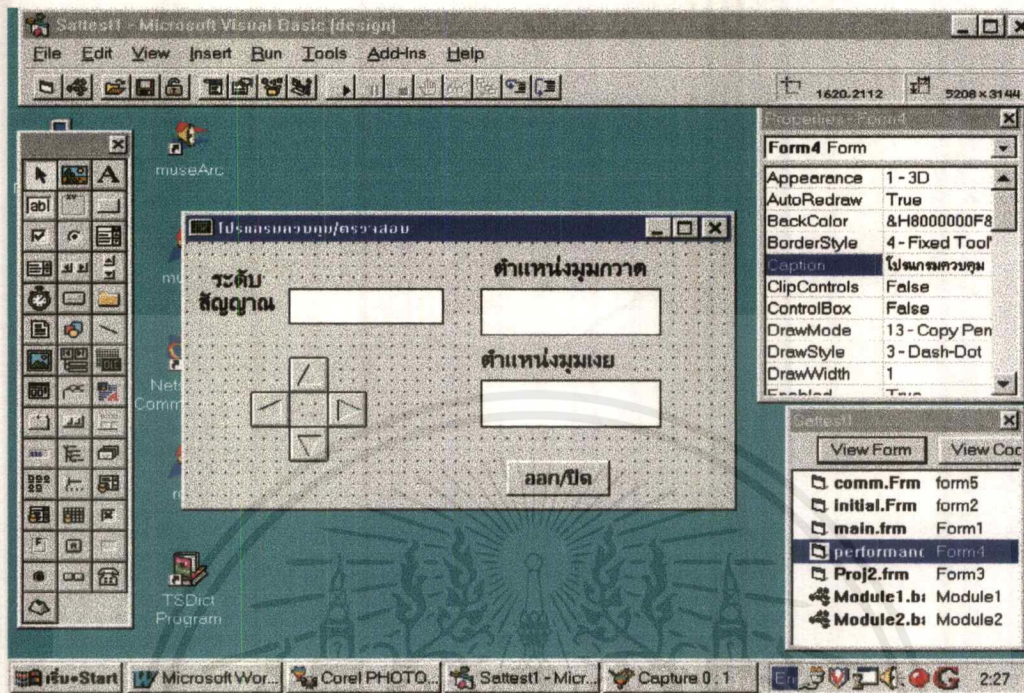 Sattest1 - Microsoft Visual Basic [design]
File Edit View Insert Run Tools Add-Ins Help
1620,2112
5208 × 3144
museArc
Properties - Form4
Form4 Form
Appearance 1 - 3D
AutoRedraw True
BackColor &H8000000F&
BorderStyle 4 - Fixed Tool
Caption โปรแกรมควบคุม
ClipControls False
ControlBox False
DrawMode 13 - Copy Pen
DrawStyle 3 - Dash-Dot
DrawWidth 1
Enabled True
โปรแกรมควบคุม/ตรวจสอบ
ระดับ
สัญญาณ
ตำแหน่งมุมกวาด
ตำแหน่งมุมเงย
ออก/ปิด
Nets
Comm
TSDict
Program
Sattest1
View Form View Coc
comm.Frm form5
initial.Frm form2
main.frm Form1
performanc Form4
Proj2.frm Form3
Module1.ba Module1
Module2.ba Module2
เริ่ม•Start Microsoft Wor... Corel PHOTO... Sattest1 - Micr... Capture 0 : 1 En 2:27